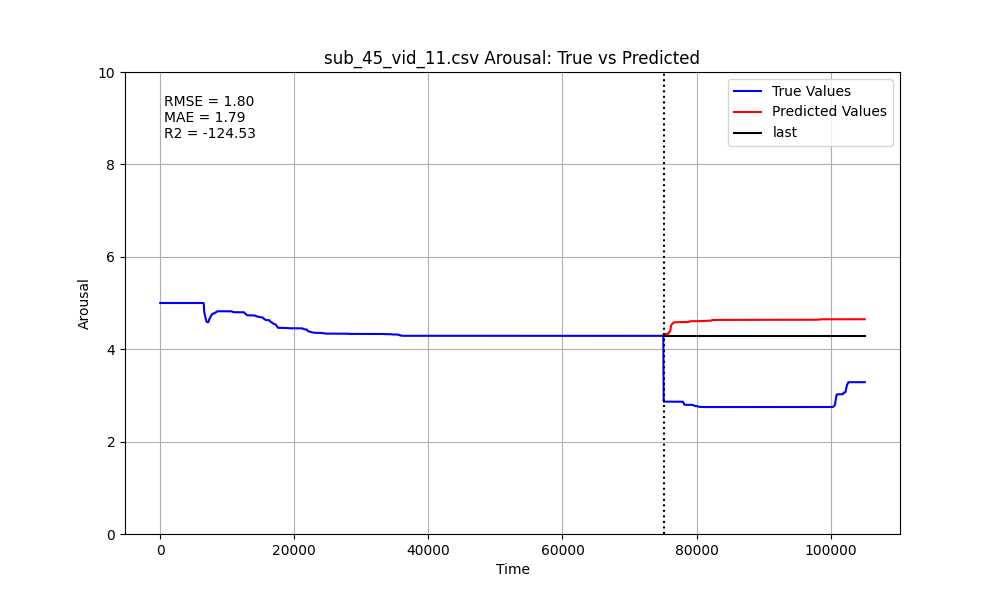 sub_45_vid_11.csv Arousal: True vs Predicted
RMSE = 1.80
MAE = 1.79
R2 = -124.53
True Values
Predicted Values
last
10
8
6
4
2
0
Arousal
0
20000
40000
60000
80000
100000
Time